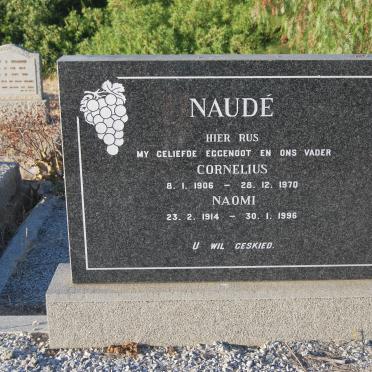 NAUDÉ
HIER RUS
MY GELIEFDE EGGENOOT EN ONS VADER
CORNELIUS
8. 1. 1906 – 28. 12. 1970
NAOMI
23. 2. 1914 – 30. 1. 1996
U WIL GESKIED.